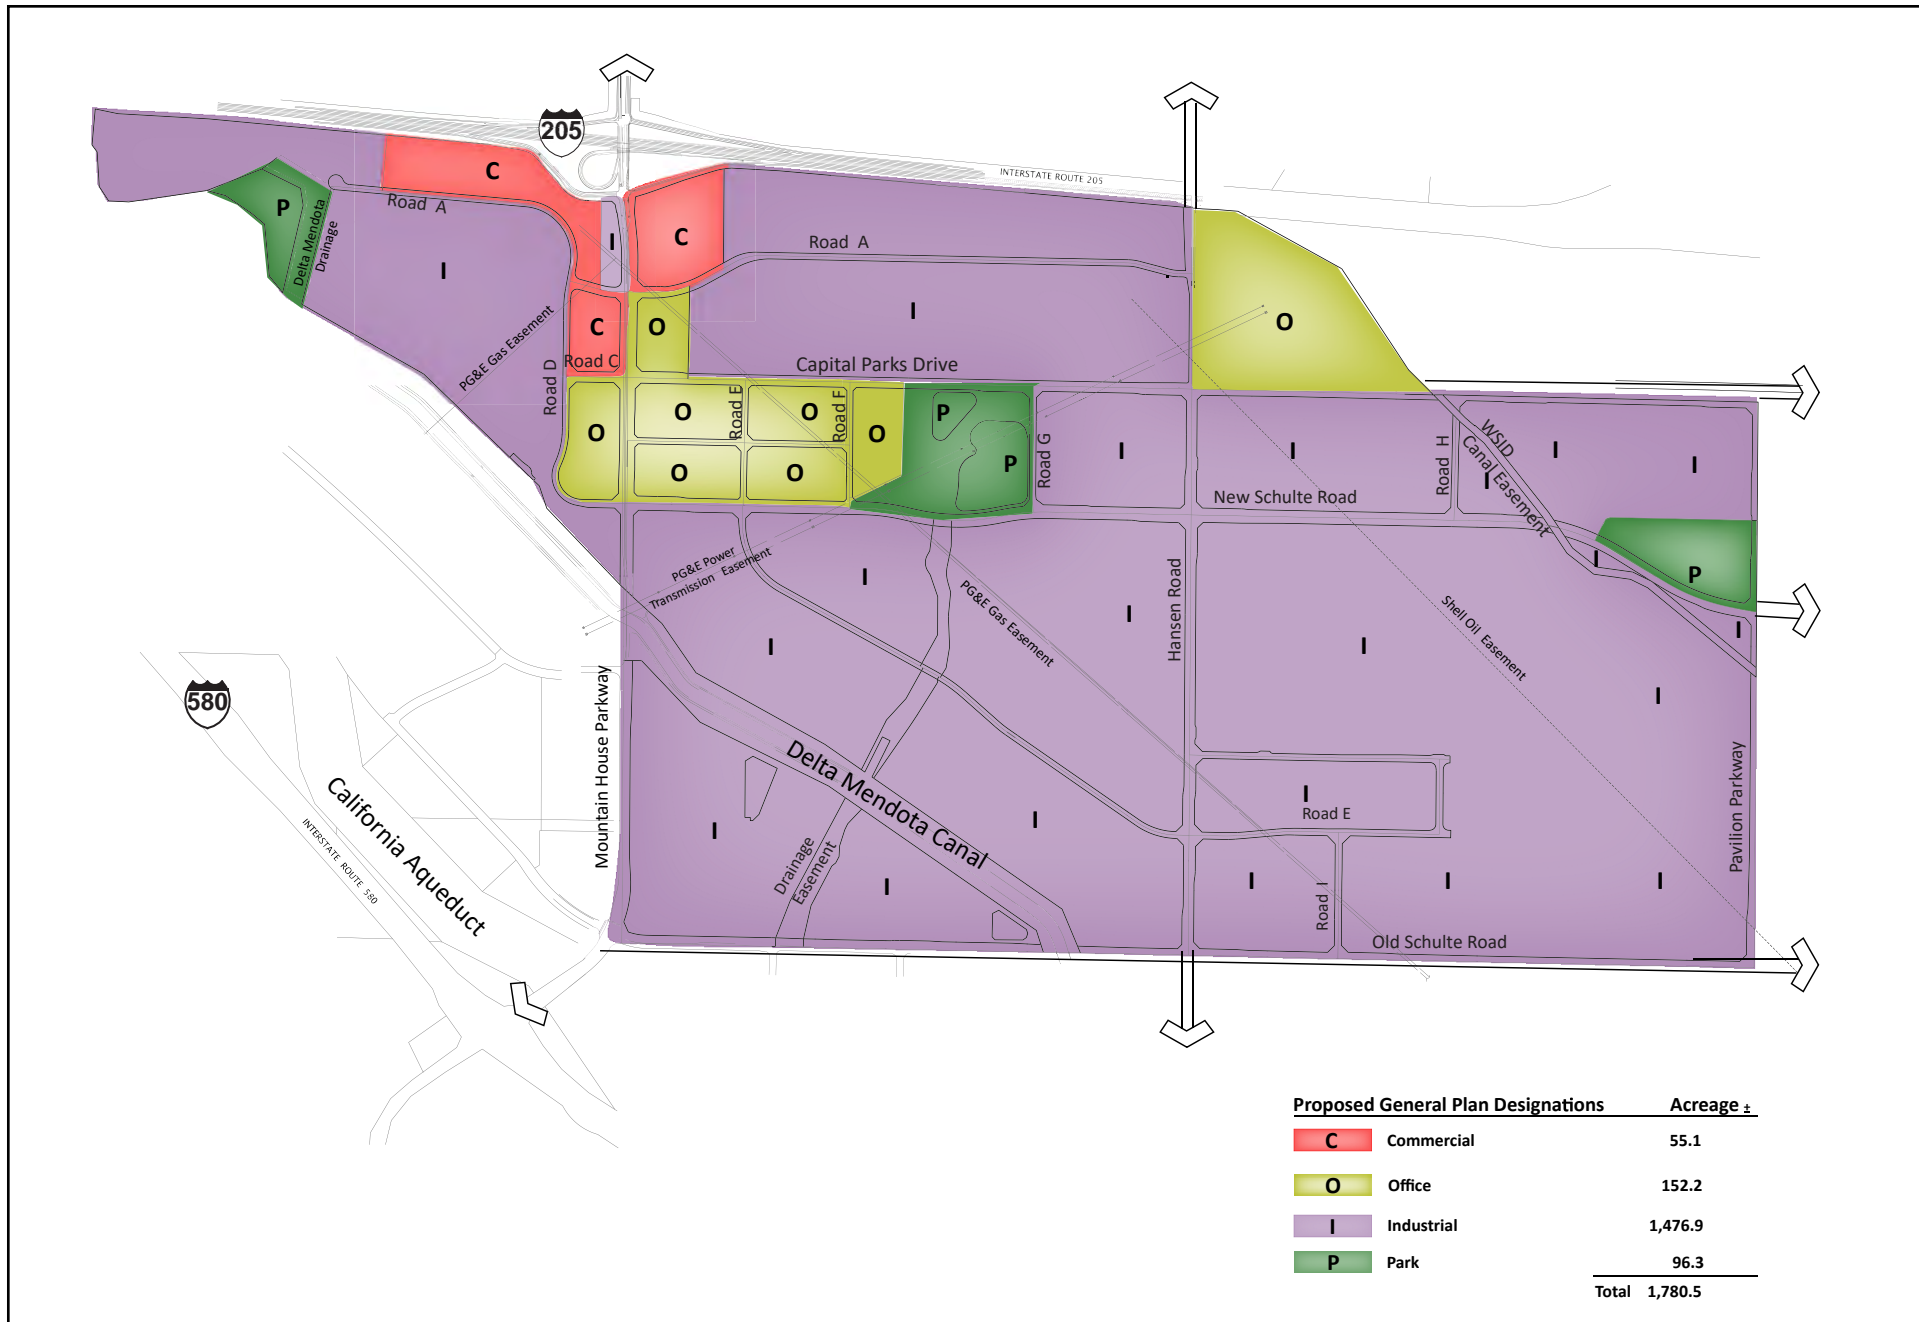 205
INTERSTATE ROUTE 205
C
P
Delta Mendota
Drainage
Road A
I
C
Road A
I
I
O
PG&E Gas Easement
C
O
Road C
Capital Parks Drive
Road D
O
O
Road E
O
Road F
O
P
O
O
P
Road G
I
I
Road H
WSID
Canal Easement
I
I
I
New Schulte Road
I
P
I
PG&E Power
Transmission Easement
I
I
PG&E Gas Easement
I
Hansen Road
I
Shell Oil Easement
I
580
California Aqueduct
INTERSTATE ROUTE 580
Mountain House Parkway
Delta Mendota Canal
I
I
I
Drainage
Easement
I
Road E
Pavilion Parkway
I
Road I
I
I
Old Schulte Road
Proposed General Plan Designations Acreage ±
C Commercial 55.1
O Office 152.2
I Industrial 1,476.9
P Park 96.3
Total 1,780.5